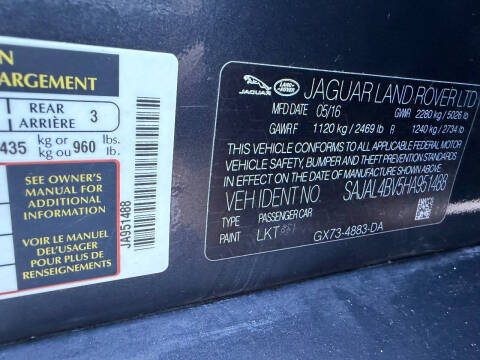 N
ARGEMENT
REAR
ARRIÈRE
3
435 kg or 960 lbs.
kg ou lb.
SEE OWNER'S
MANUAL FOR
ADDITIONAL
INFORMATION
VOIR LE MANUEL
DEL'USAGER
POUR PLUS DE
RENSEIGNEMENTS
JA951488
JAGUAR LAND-ROVER JAGUAR LAND ROVER LTD
MFD DATE 05/16 GVWR 2280 kg / 5026 lb
GAWR F 1120 kg / 2469 lb R 1240 kg / 2734 lb
THIS VEHICLE CONFORMS TO ALL APPLICABLE FEDERAL MOTOR
VEHICLE SAFETY, BUMPER AND THEFT PREVENTION STANDARDS
IN EFFECT ON THE DATE OF MANUFACTURE SHOWN ABOVE.
VEH IDENT NO. SAJAL4BV5HA951488
TYPE PASSENGER CAR
PAINT LKT GX73-4883-DA